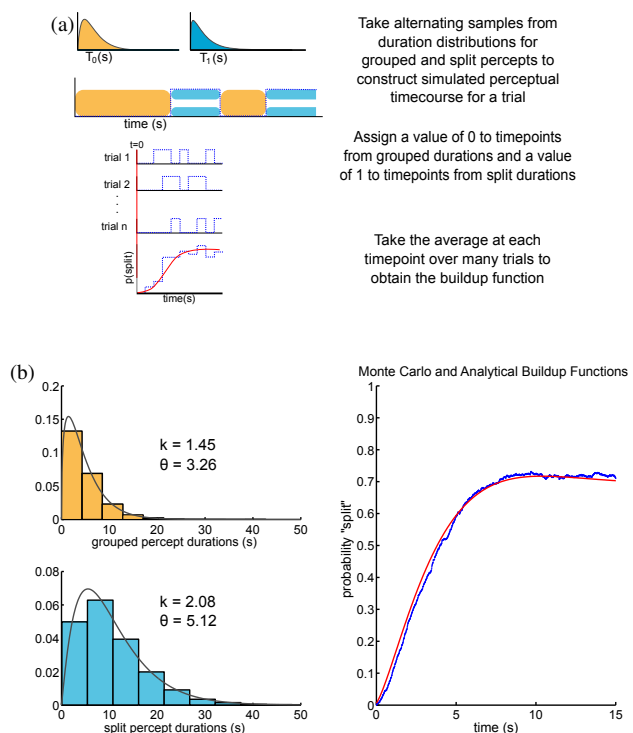 (a)
T0(s)
T1(s)
time (s)
Take alternating samples from
duration distributions for
grouped and split percepts to
construct simulated perceptual
timecourse for a trial
t=0
trial 1
trial 2
.
.
.
trial n
p(split)
time(s)
Assign a value of 0 to timepoints
from grouped durations and a value
of 1 to timepoints from split durations
Take the average at each
timepoint over many trials to
obtain the buildup function
(b)
0.2
0.15
0.1
0.05
0
k = 1.45
θ = 3.26
0 10 20 30 40 50
grouped percept durations (s)
0.08
0.06
0.04
0.02
0
k = 2.08
θ = 5.12
0 10 20 30 40 50
split percept durations (s)
Monte Carlo and Analytical Buildup Functions
1
0.9
0.8
0.7
0.6
0.5
0.4
0.3
0.2
0.1
0
probability "split"
0 5 10 15
time (s)